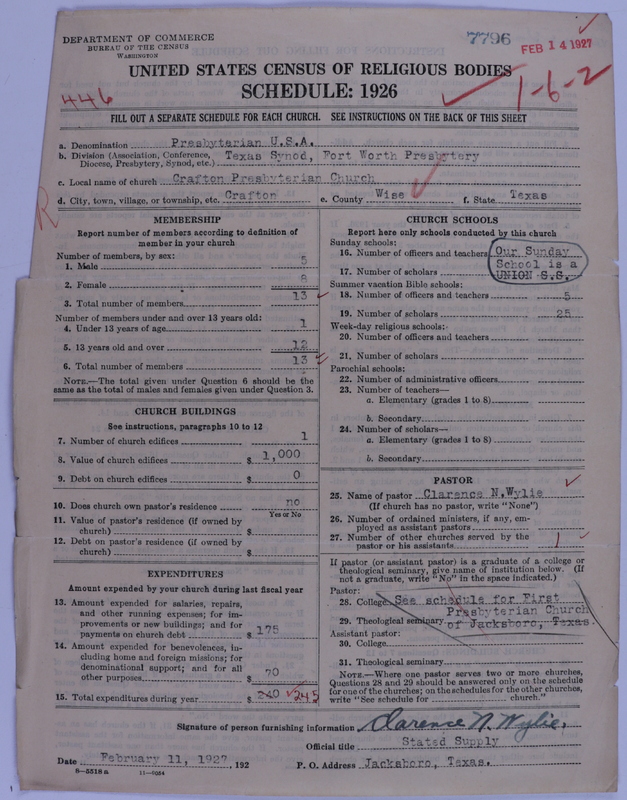 DEPARTMENT OF COMMERCE
BUREAU OF THE CENSUS
WASHINGTON
7796
FEB 14 1927
UNITED STATES CENSUS OF RELIGIOUS BODIES
SCHEDULE: 1926
446
1-6-2
FILL OUT A SEPARATE SCHEDULE FOR EACH CHURCH. SEE INSTRUCTIONS ON THE BACK OF THIS SHEET
a. Denomination Presbyterian U.S.A.
b. Division (Association, Conference, Diocese, Presbytery, Synod, etc.) Texas Synod, Fort Worth Presbytery
c. Local name of church Crafton Presbyterian Church
d. City, town, village, or township, etc. Crafton e. County Wise f. State Texas
R
MEMBERSHIP
Report number of members according to definition of
member in your church
Number of members, by sex:
1. Male 5
2. Female 8
3. Total number of members 13
Number of members under and over 13 years old:
4. Under 13 years of age 1
5. 13 years old and over 12
6. Total number of members 13
NOTE.—The total given under Question 6 should be
same as the total of males and females given under Question 3.
CHURCH BUILDINGS
See instructions, paragraphs 10 to 12
7. Number of church edifices 1
8. Value of church edifices $ 1,000
9. Debt on church edifices $ 0
10. Does church own pastor's residence no
Yes or No
11. Value of pastor's residence (if owned by
church) $
12. Debt on pastor's residence (if owned by
church) $
EXPENDITURES
Amount expended by your church during last fiscal year
13. Amount expended for salaries, repairs,
and other running expenses; for im-
provements or new buildings; and for
payments on church debt $ 175
14. Amount expended for benevolences, in-
cluding home and foreign missions; for
denominational support; and for all
other purposes $ 70
15. Total expenditures during year $ 240 245
CHURCH SCHOOLS
Report here only schools conducted by this church
Sunday schools:
16. Number of officers and teachers Our Sunday
School is a
17. Number of scholars UNION S.S.
Summer vacation Bible schools:
18. Number of officers and teachers 5
19. Number of scholars 25
Week-day religious schools:
20. Number of officers and teachers
21. Number of scholars
Parochial schools:
22. Number of administrative officers
23. Number of teachers—
a. Elementary (grades 1 to 8)
b. Secondary
24. Number of scholars—
a. Elementary (grades 1 to 8)
b. Secondary
PASTOR
25. Name of pastor Clarence N. Wylie
(If church has no pastor, write "None")
26. Number of ordained ministers, if any, em-
ployed as assistant pastors
27. Number of other churches served by the
pastor or his assistants 1
If pastor (or assistant pastor) is a graduate of a college or
theological seminary, give name of institution below. (If
not a graduate, write "No" in the space indicated.)
Pastor:
28. College See schedule for First
Presbyterian Church
29. Theological seminary of Jacksboro, Texas.
Assistant pastor:
30. College
31. Theological seminary
NOTE.—Where one pastor serves two or more churches,
Questions 28 and 29 should be answered only on the schedule
for one of the churches; on the schedules for the other churches,
write "See schedule for church."
Signature of person furnishing information Clarence N. Wylie.
Official title Stated Supply
Date February 11, 1927, 192 P. O. Address Jacksboro, Texas.
8—5518 a 11—9054